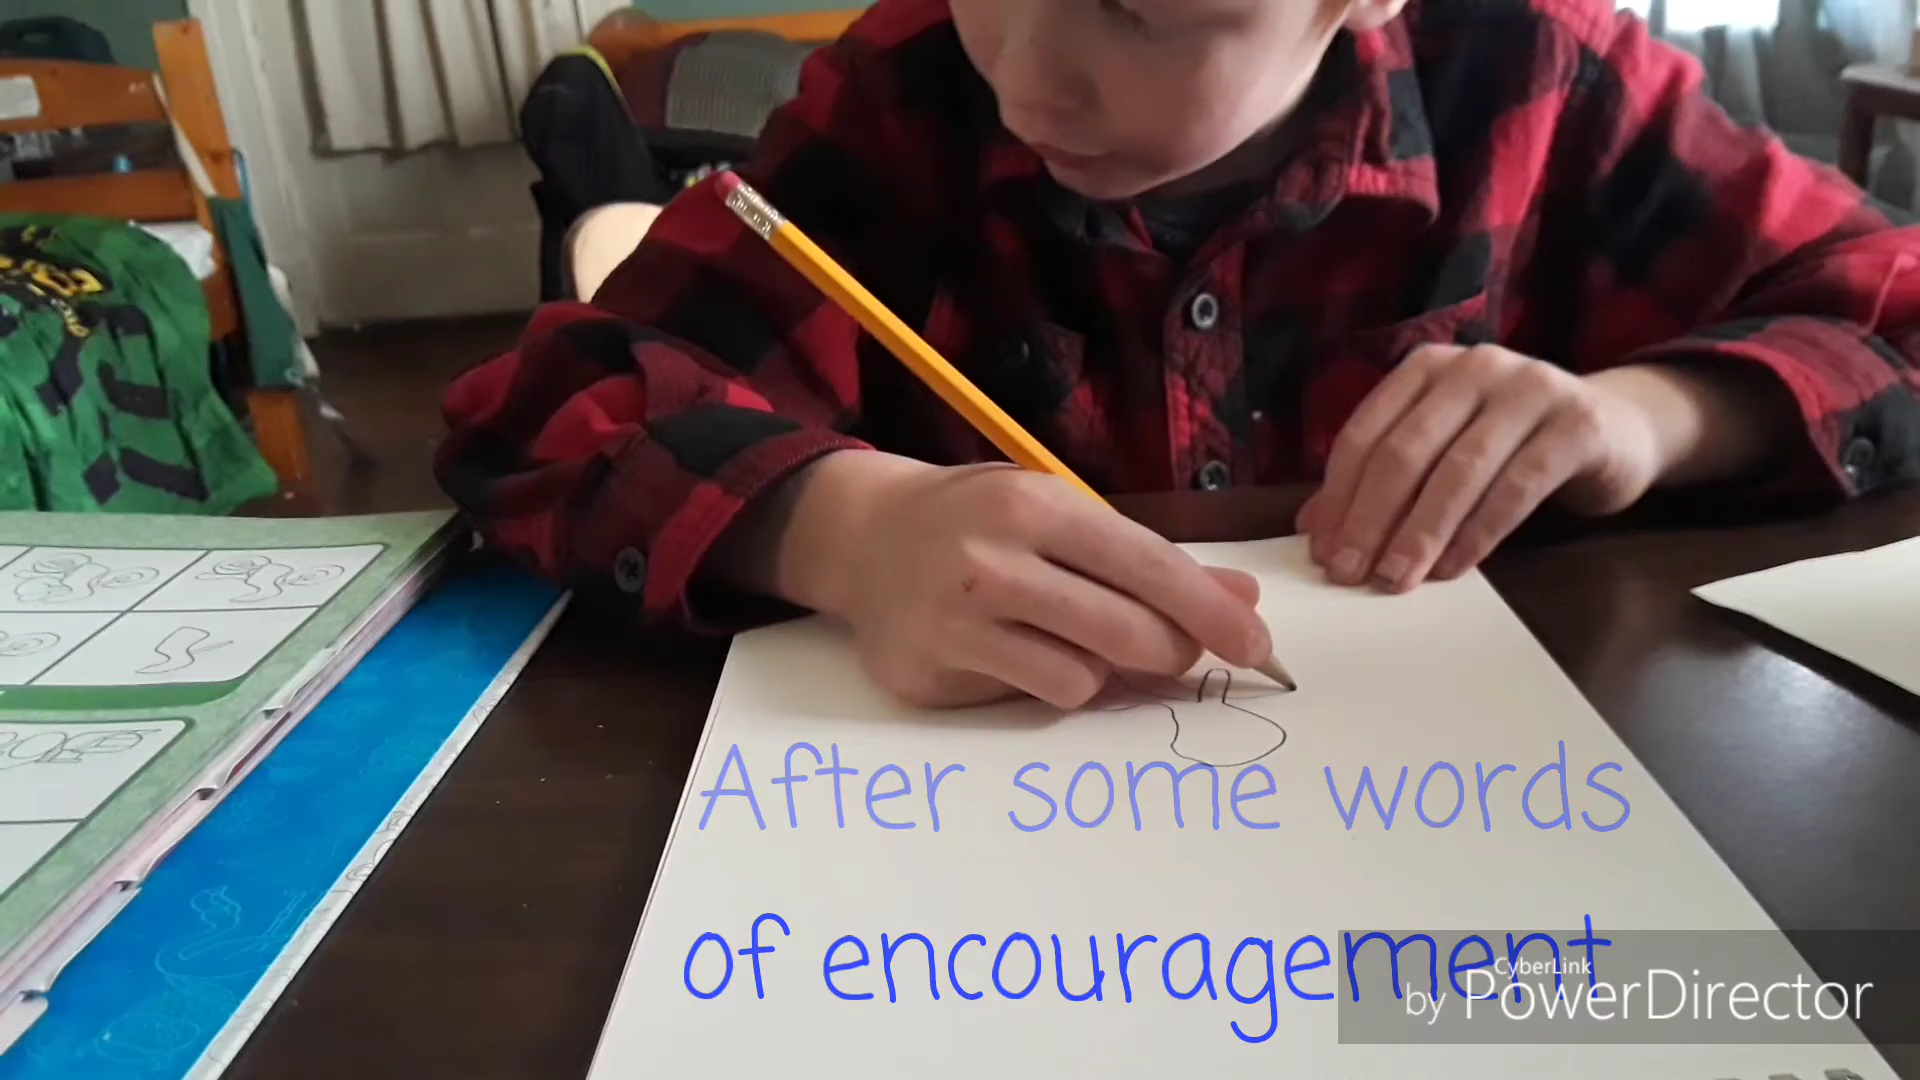 After some words
of encouragement
CyberLink
by PowerDirector